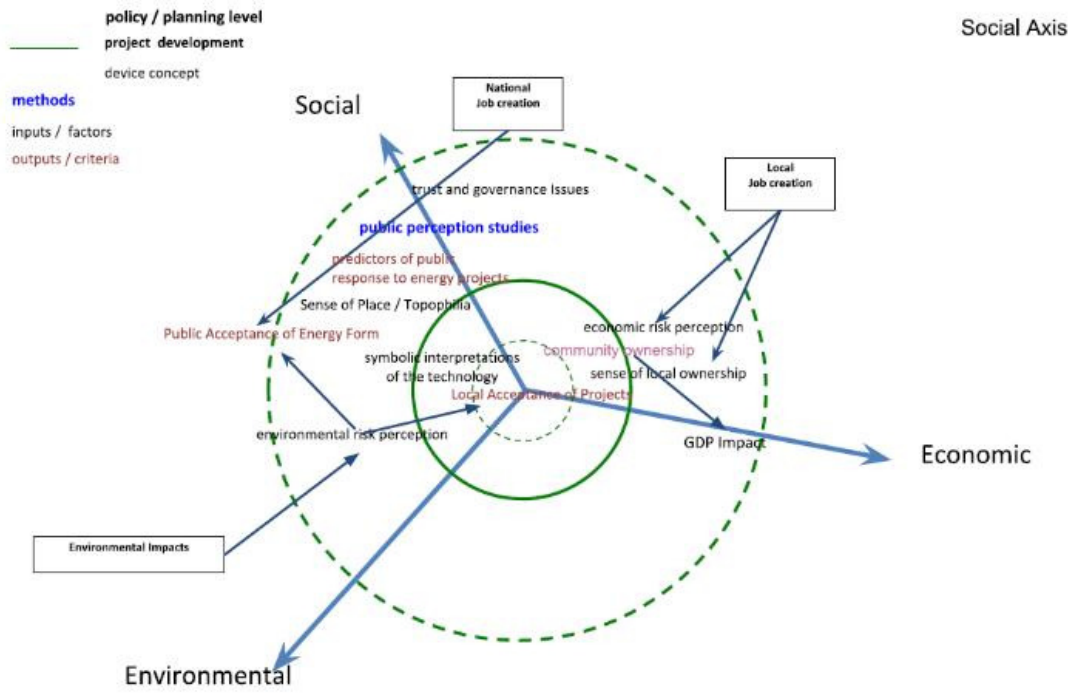 policy / planning level
project development
device concept
methods
inputs / factors
outputs / criteria
Social Axis
Social
National
Job creation
Local
Job creation
trust and governance Issues
public perception studies
predictors of public
response to energy projects
Sense of Place / Topophilia
Public Acceptance of Energy Form
economic risk perception
community ownership
sense of local ownership
symbolic interpretations
of the technology
Local Acceptance of Projects
environmental risk perception
GDP Impact
Economic
Environmental Impacts
Environmental